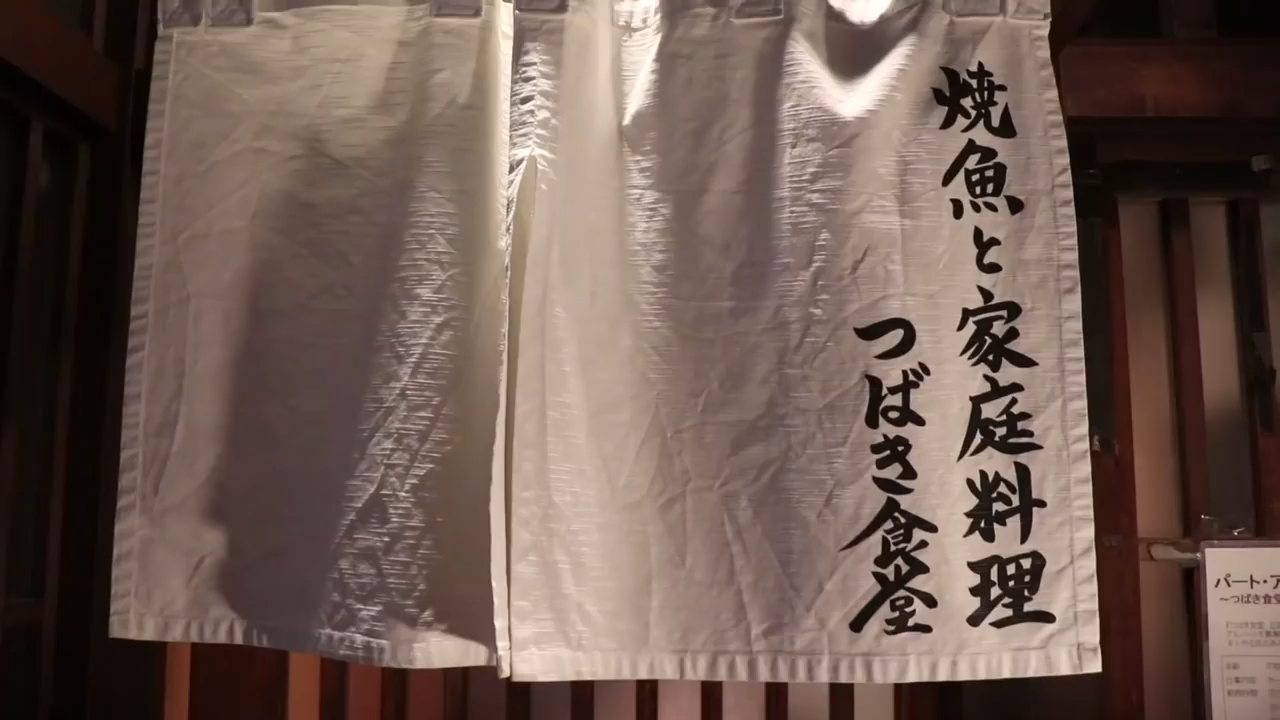 焼魚と家庭料理
つばき食堂
パート・ア
〜つばき食堂